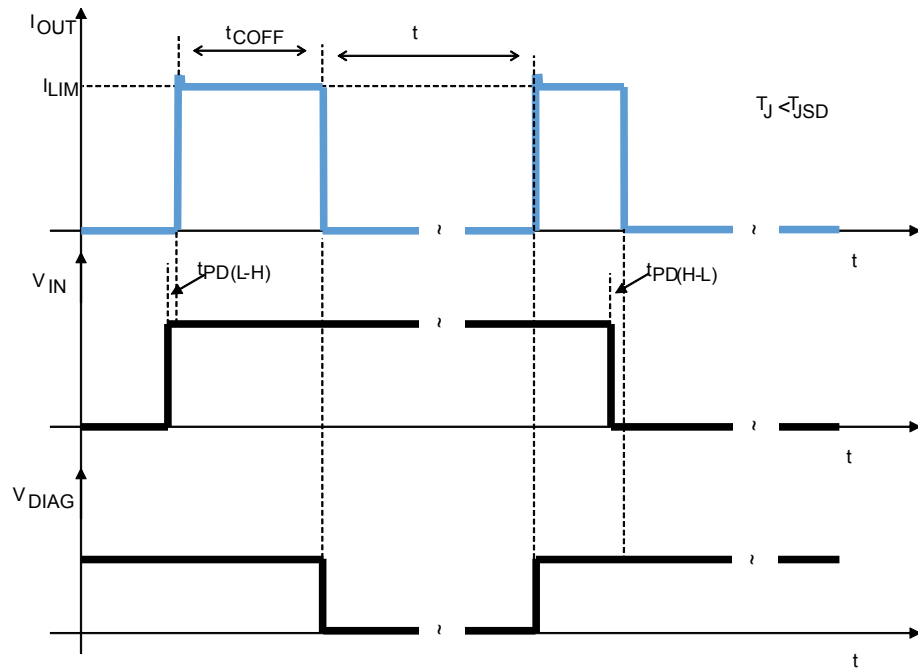 IOUT
tCOFF
t
ILIM
TJ <TJSD
~
~
t
VIN
tPD(L-H)
tPD(H-L)
~
~
t
VDIAG
~
~
t